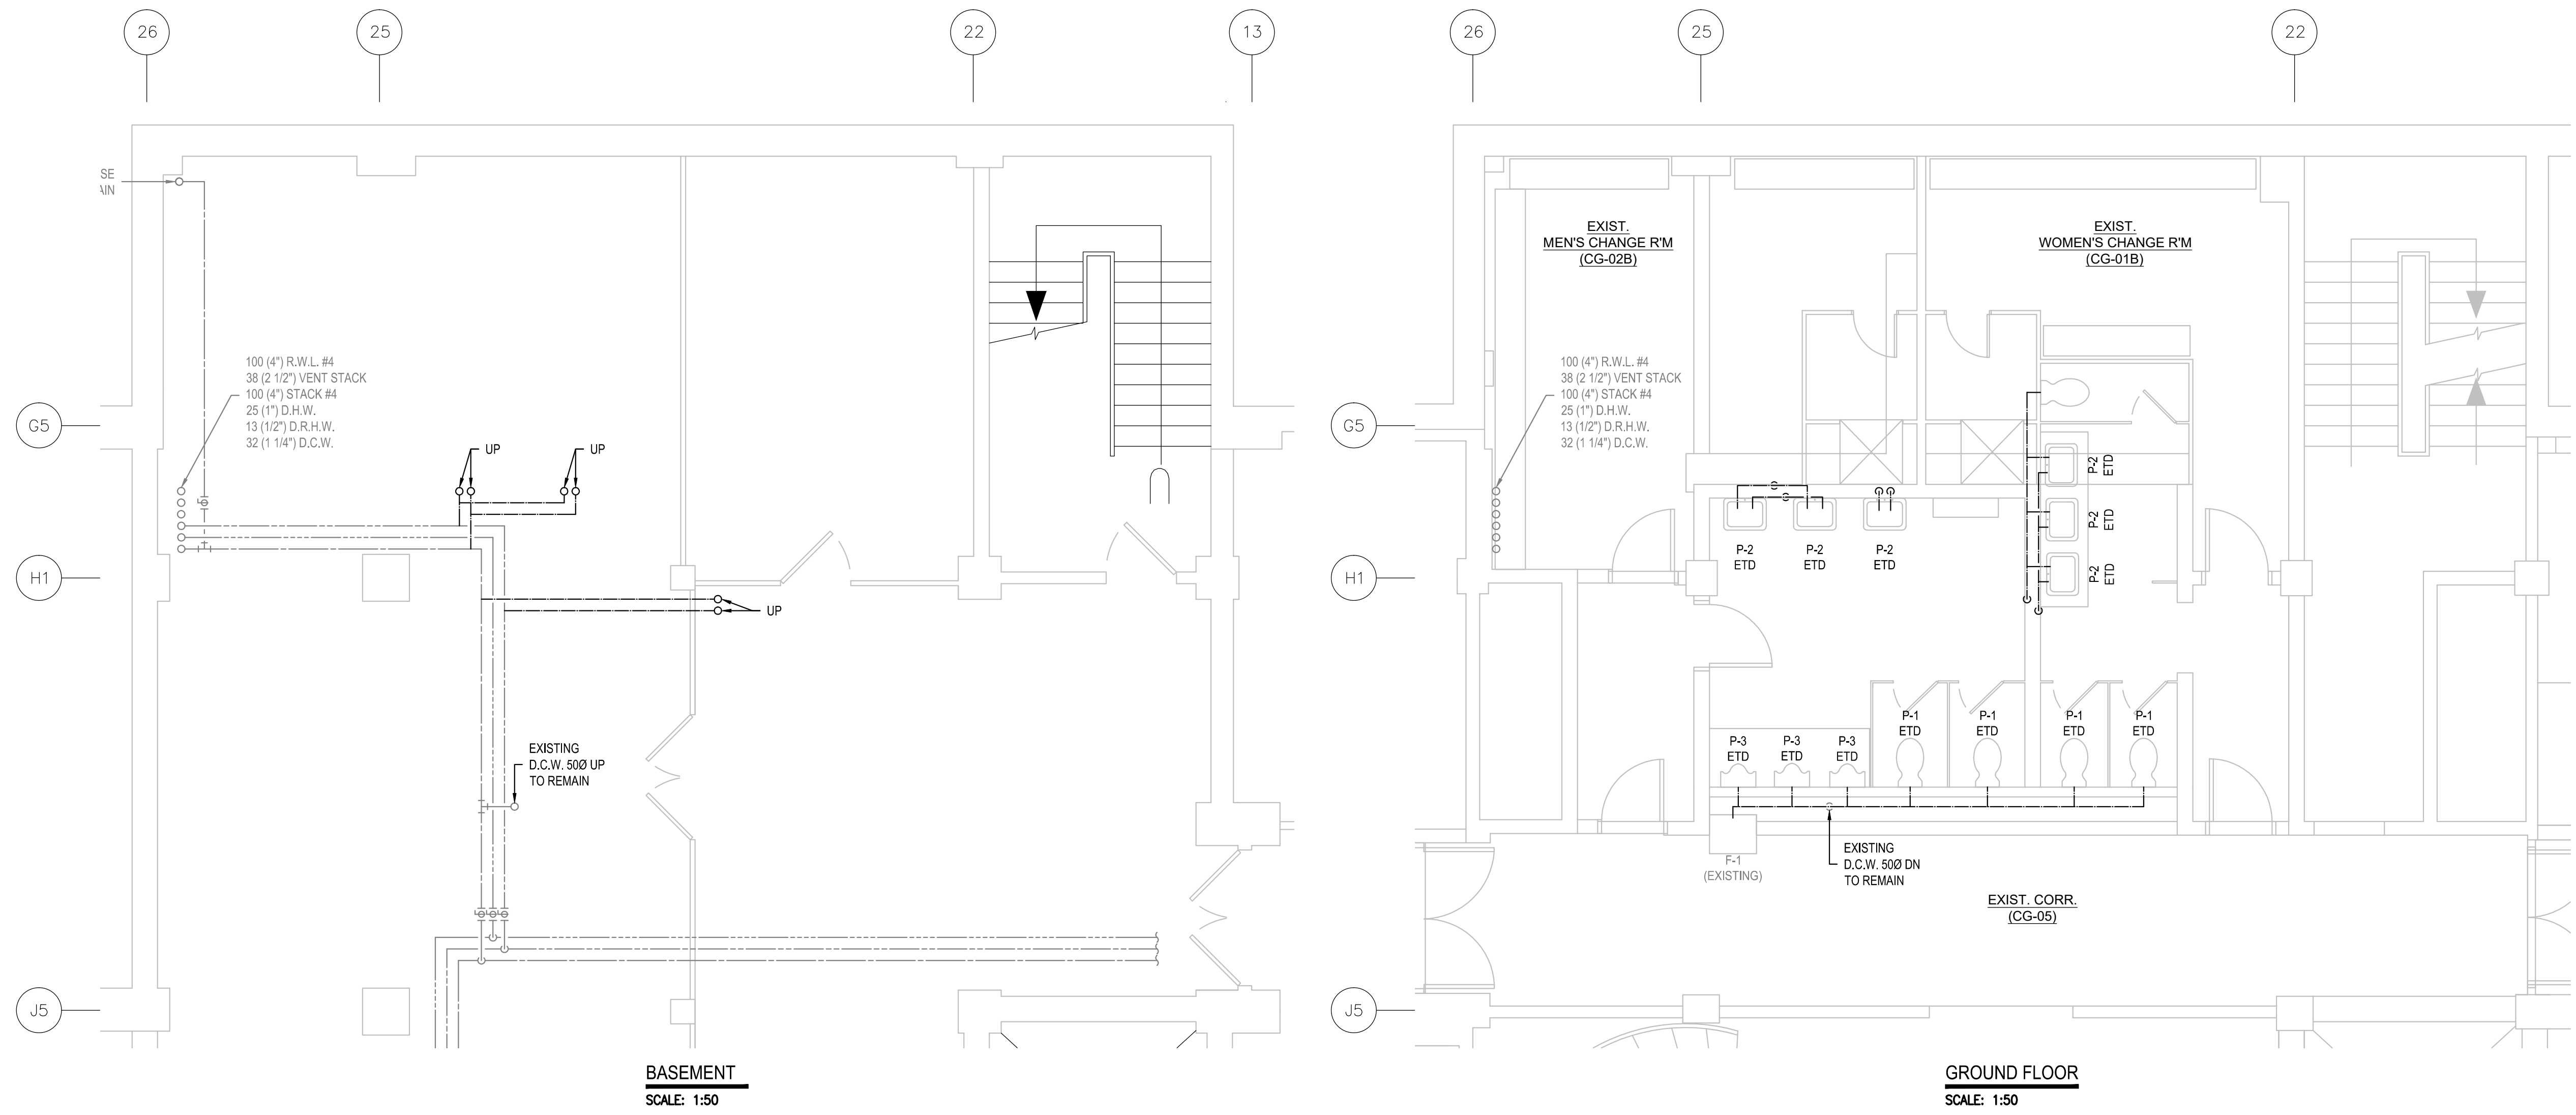 26
25
22
13
SE
AIN
100 (4") R.W.L. #4
38 (2 1/2") VENT STACK
100 (4") STACK #4
25 (1") D.H.W.
13 (1/2") D.R.H.W.
32 (1 1/4") D.C.W.
G5
UP
UP
H1
UP
EXISTING
D.C.W. 50Ø UP
TO REMAIN
J5
BASEMENT
SCALE: 1:50
26
25
22
EXIST.
MEN'S CHANGE R'M
(CG-02B)
EXIST.
WOMEN'S CHANGE R'M
(CG-01B)
100 (4") R.W.L. #4
38 (2 1/2") VENT STACK
100 (4") STACK #4
25 (1") D.H.W.
13 (1/2") D.R.H.W.
32 (1 1/4") D.C.W.
G5
P-2
ETD
P-2
ETD
P-2
ETD
P-2
ETD
P-2
ETD
P-2
ETD
H1
P-3
ETD
P-3
ETD
P-3
ETD
P-1
ETD
P-1
ETD
P-1
ETD
P-1
ETD
F-1
(EXISTING)
EXISTING
D.C.W. 50Ø DN
TO REMAIN
EXIST. CORR.
(CG-05)
J5
GROUND FLOOR
SCALE: 1:50